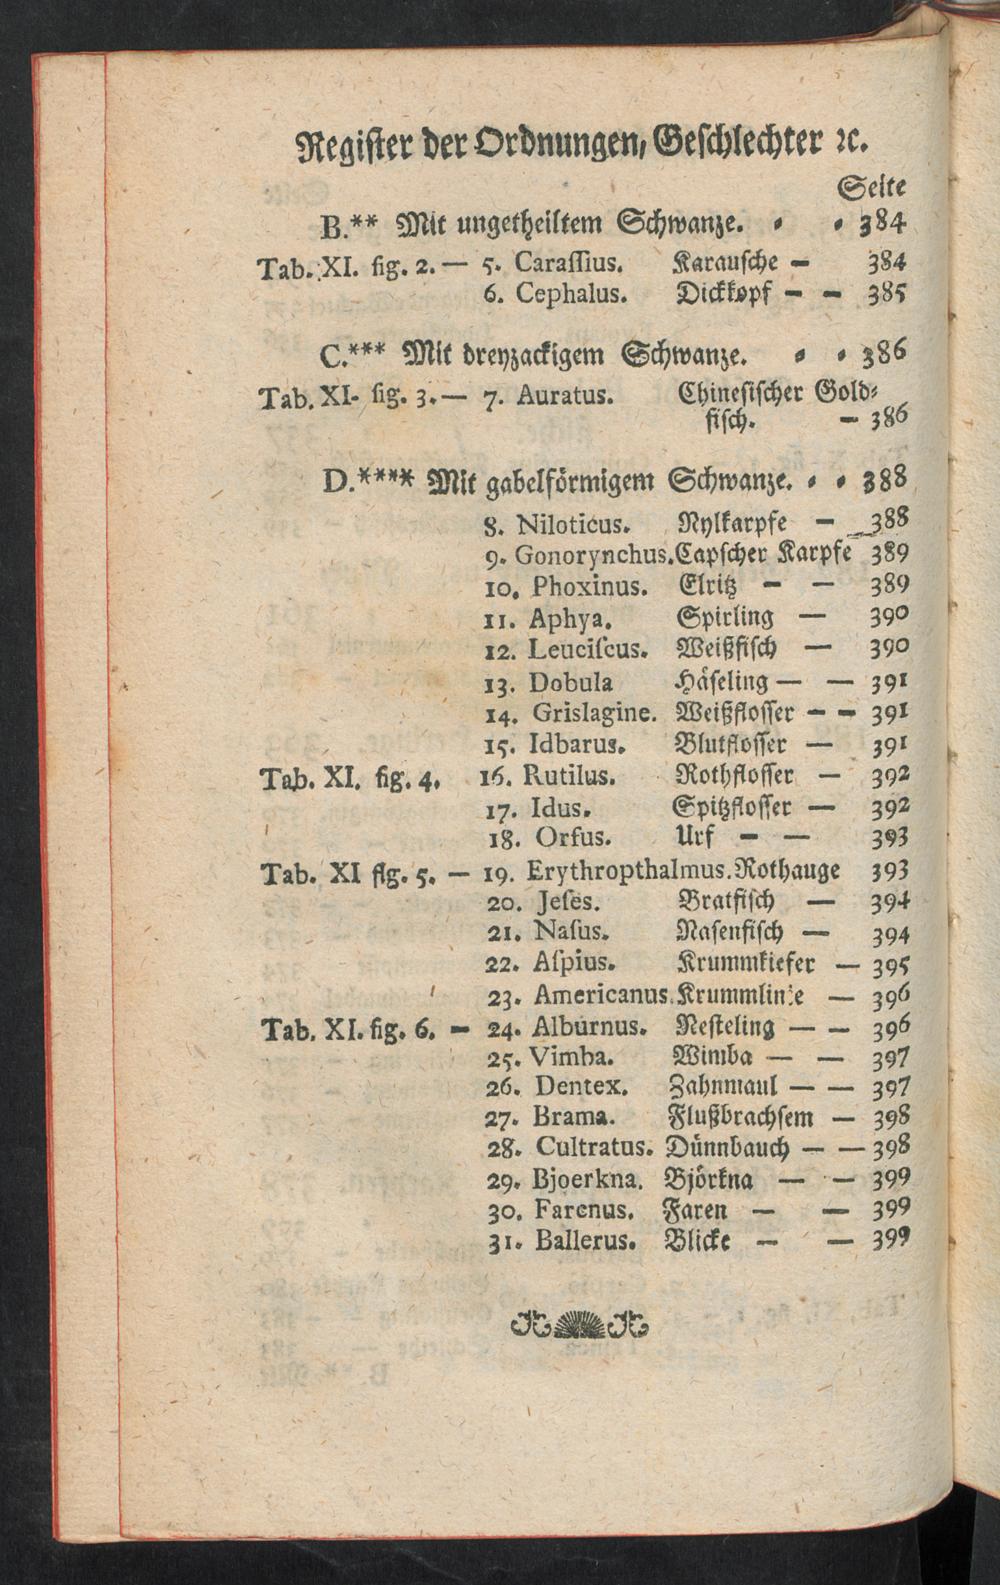 Regiſter der Ordnungen, Geſchlechter ꝛc.
Seite
B.** Mit ungetheiltem Schwanze. ⸗ ⸗ 384
Tab. XI. fig. 2. — 5. Caraſſius. Karauſche — 384
6. Cephalus. Dickkopf — — 385
C.*** Mit dreyzackigem Schwanze. ⸗ ⸗ 386
Tab. XI- fig. 3. — 7. Auratus. Chineſiſcher Gold⸗
fiſch. — 386
D.**** Mit gabelförmigem Schwanze. ⸗ ⸗ 388
8. Niloticus. Nylkarpfe — 388
9. Gonorynchus. Capſcher Karpfe 389
10. Phoxinus. Elritz — — 389
11. Aphya. Spirling — 390
12. Leuciſcus. Weißfiſch — 390
13. Dobula Häſeling — — 391
14. Grislagine. Weißfloſſer — — 391
15. Idbarus. Blutfloſſer — 391
Tab. XI. fig. 4. 16. Rutilus. Rothfloſſer — 392
17. Idus. Spitzfloſſer — 392
18. Orfus. Urf — — 393
Tab. XI fig. 5. — 19. Erythropthalmus. Rothauge 393
20. Jeſes. Bratfiſch — 394
21. Naſus. Naſenfiſch — 394
22. Aſpius. Krummkiefer — 395
23. Americanus. Krummlinie — 396
Tab. XI. fig. 6. — 24. Alburnus. Neſteling — — 396
25. Vimba. Wimba — — 397
26. Dentex. Zahnmaul — — 397
27. Brama. Flußbrachſem — 398
28. Cultratus. Dünnbauch — — 398
29. Bjoerkna. Björkna — — 399
30. Farenus. Faren — — 399
31. Ballerus. Blicke — — 399